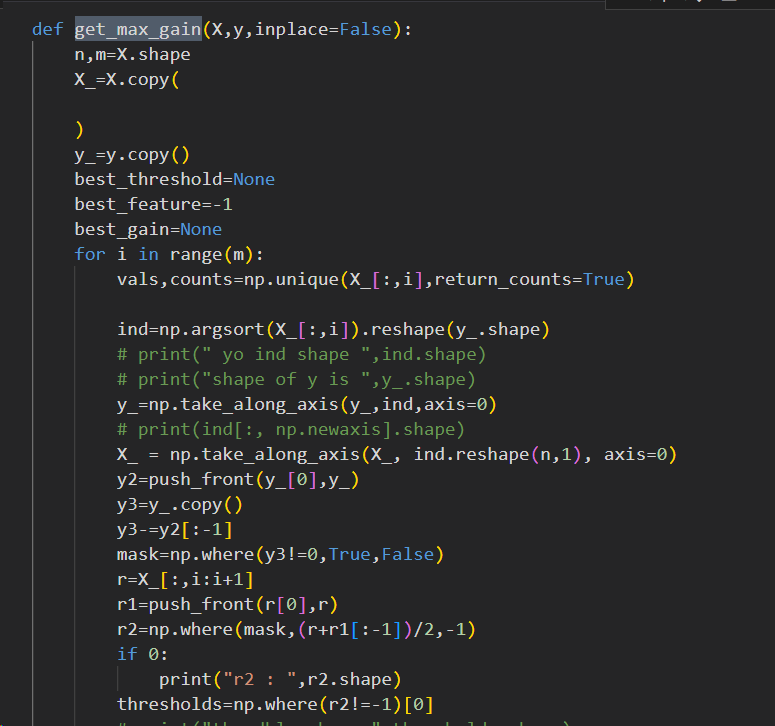 def get_max_gain(X,y,inplace=False):
    n,m=X.shape
    X_=X.copy(

    )
    y_=y.copy()
    best_threshold=None
    best_feature=-1
    best_gain=None
    for i in range(m):
        vals,counts=np.unique(X_[:,i],return_counts=True)

        ind=np.argsort(X_[:,i]).reshape(y_.shape)
        # print(" yo ind shape ",ind.shape)
        # print("shape of y is ",y_.shape)
        y_=np.take_along_axis(y_,ind,axis=0)
        # print(ind[:, np.newaxis].shape)
        X_ = np.take_along_axis(X_, ind.reshape(n,1), axis=0)
        y2=push_front(y_[0],y_)
        y3=y_.copy()
        y3-=y2[:-1]
        mask=np.where(y3!=0,True,False)
        r=X_[:,i:i+1]
        r1=push_front(r[0],r)
        r2=np.where(mask,(r+r1[:-1])/2,-1)
        if 0:
            print("r2 : ",r2.shape)
        thresholds=np.where(r2!=-1)[0]